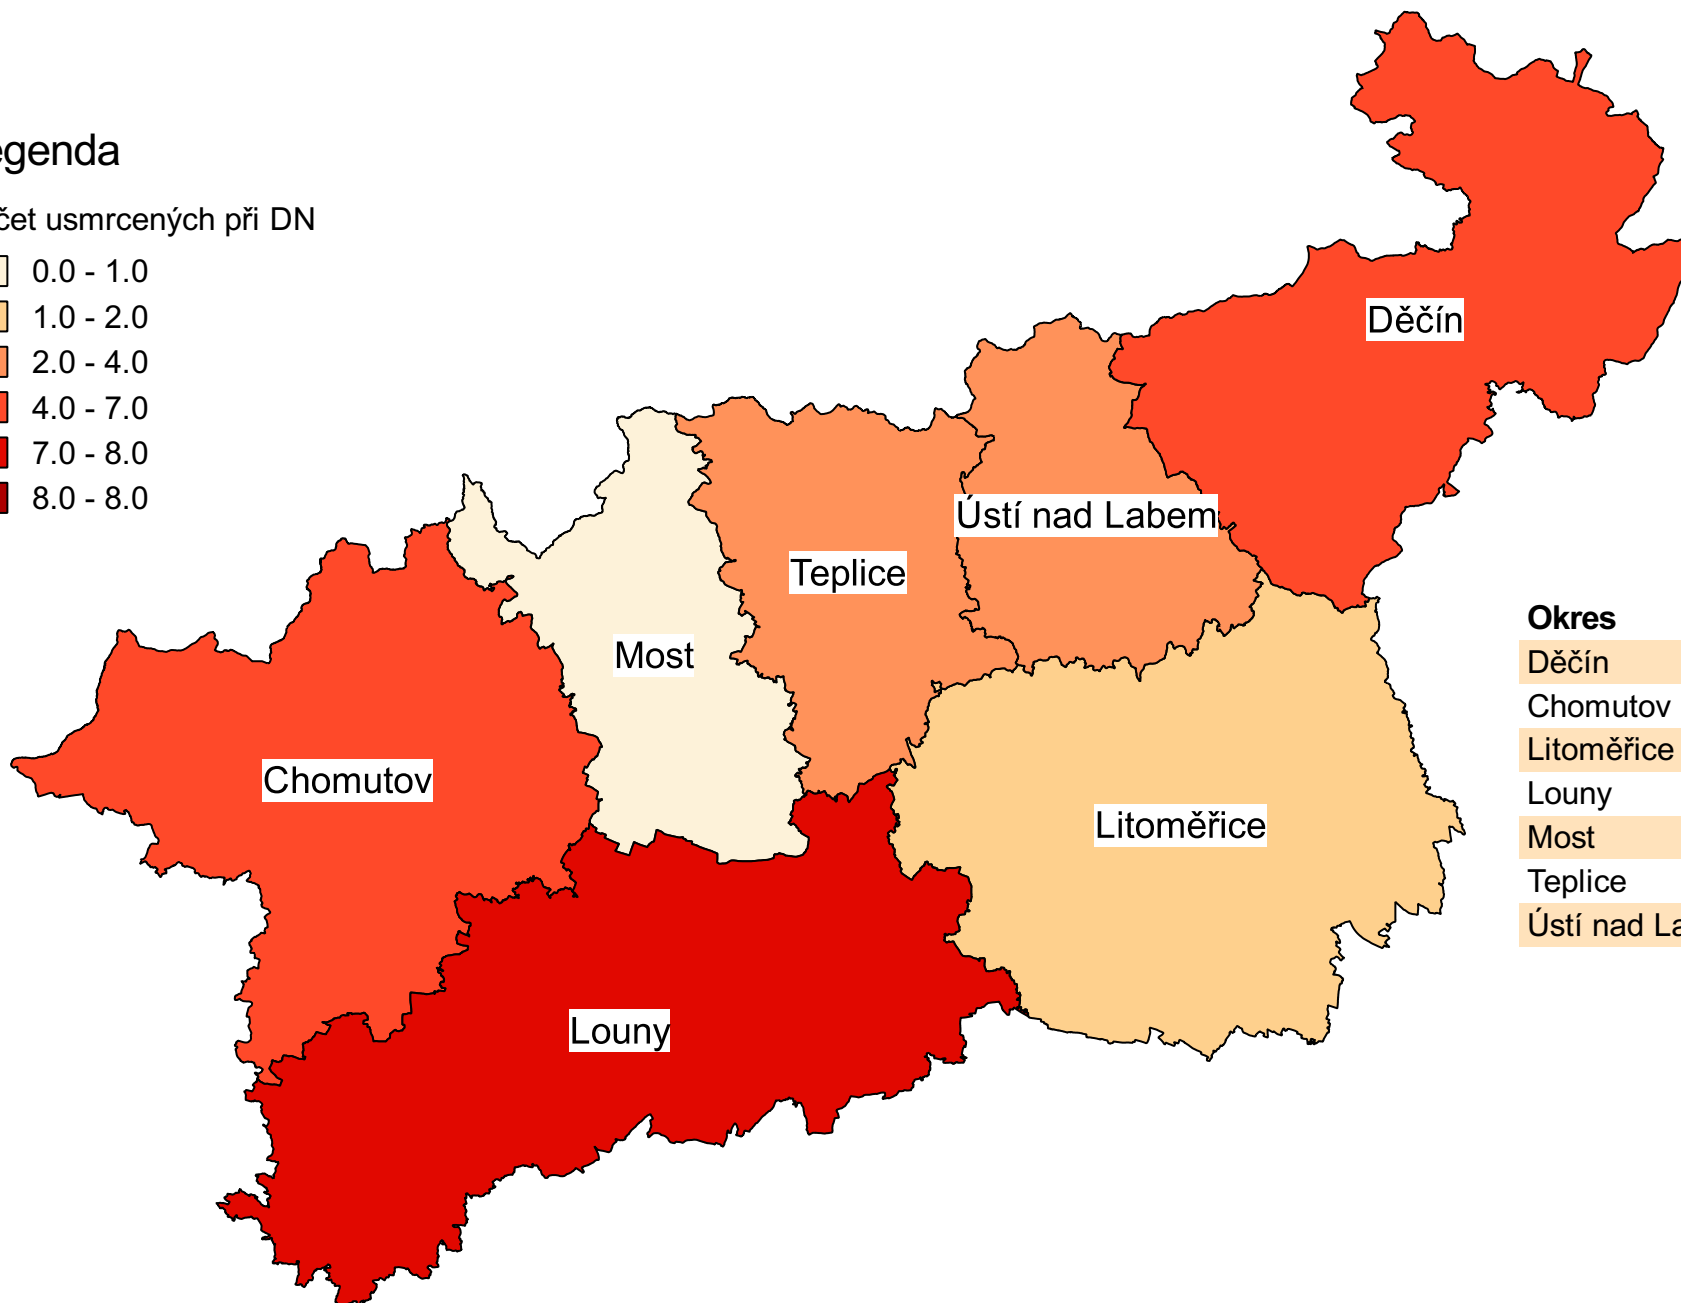 egenda
čet usmrcených při DN
0.0 - 1.0
1.0 - 2.0
2.0 - 4.0
4.0 - 7.0
7.0 - 8.0
8.0 - 8.0
Děčín
Ústí nad Labem
Teplice
Most
Chomutov
Litoměřice
Louny
Okres
Děčín
Chomutov
Litoměřice
Louny
Most
Teplice
Ústí nad La